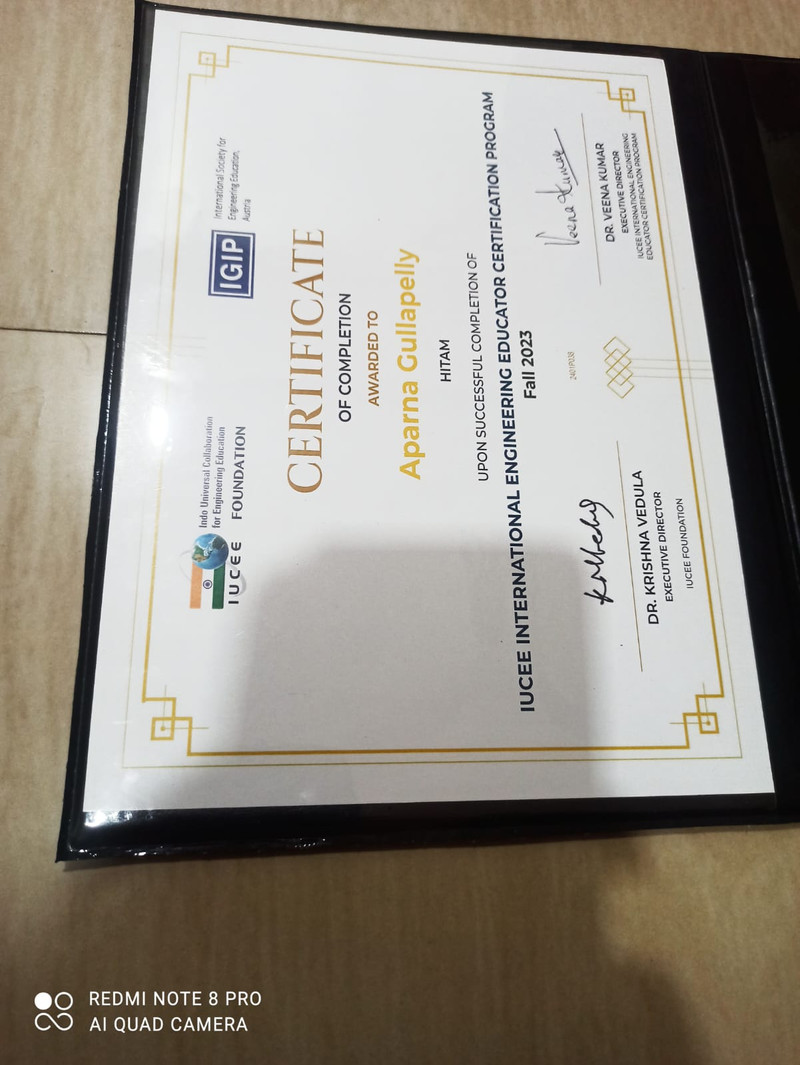 Indo Universal Collaboration
for Engineering Education
IUCEE FOUNDATION
IGIP
International Society for
Engineering Education,
Austria
CERTIFICATE
OF COMPLETION
AWARDED TO
Aparna Gullapelly
HITAM
UPON SUCCESSFUL COMPLETION OF
IUCEE INTERNATIONAL ENGINEERING EDUCATOR CERTIFICATION PROGRAM
Fall 2023
2401P038
DR. KRISHNA VEDULA
EXECUTIVE DIRECTOR
IUCEE FOUNDATION
Veena Kumar
DR. VEENA KUMAR
EXECUTIVE DIRECTOR
IUCEE INTERNATIONAL ENGINEERING
EDUCATOR CERTIFICATION PROGRAM
REDMI NOTE 8 PRO
AI QUAD CAMERA